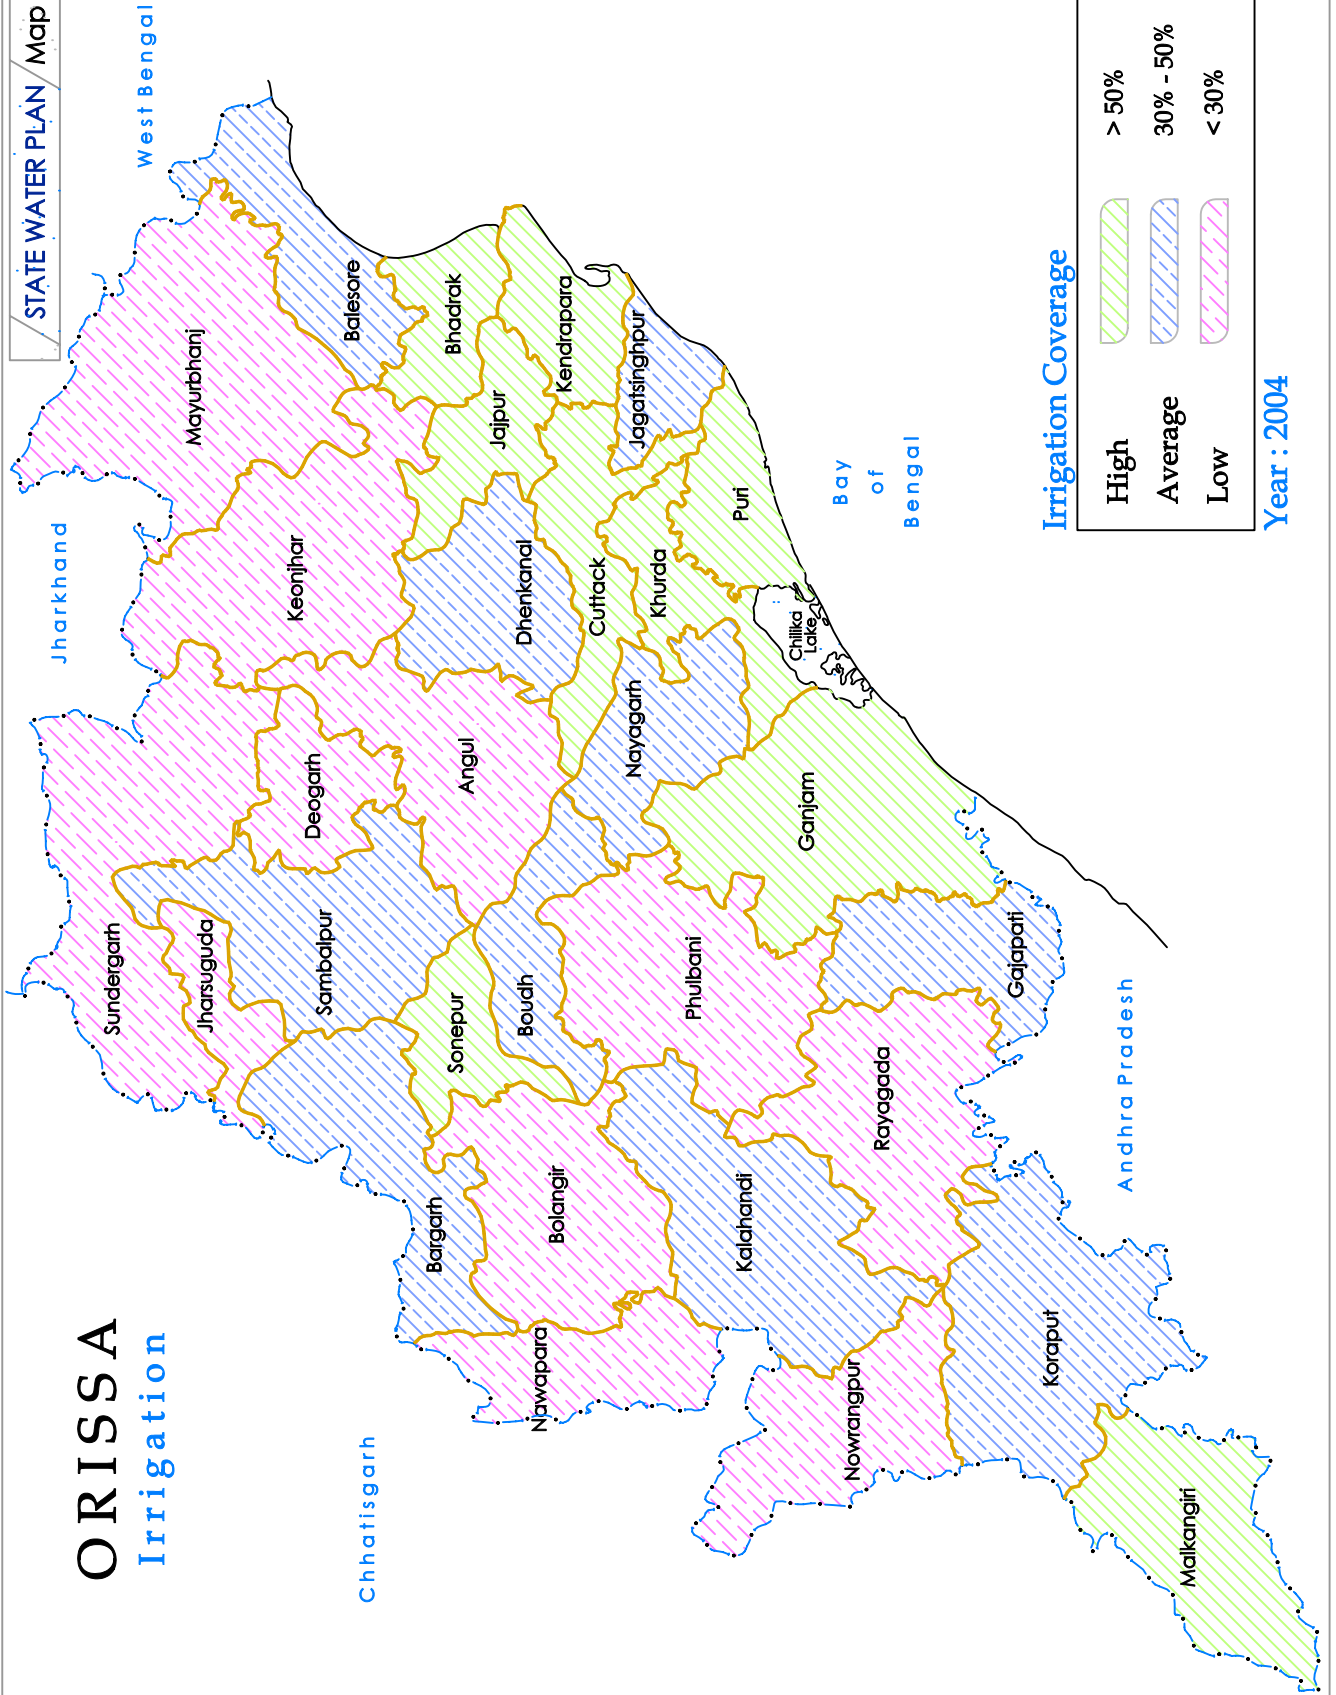 STATE WATER PLAN
Map
ORISSA
Irrigation
West Bengal
Jharkhand
Chhatisgarh
Andhra Pradesh
Bay
of
Bengal
Mayurbhanj
Balesore
Bhadrak
Kendrapara
Jagatsinghpur
Jajpur
Keonjhar
Dhenkanal
Cuttack
Khurda
Puri
Chilika
Lake
Nayagarh
Ganjam
Angul
Deogarh
Sundergarh
Jharsuguda
Sambalpur
Sonepur
Boudh
Phulbani
Gajapati
Rayagada
Bargarh
Bolangir
Kalahandi
Nawapara
Nowrangpur
Koraput
Malkangiri
Irrigation Coverage
High > 50%
Average 30% - 50%
Low < 30%
Year : 2004